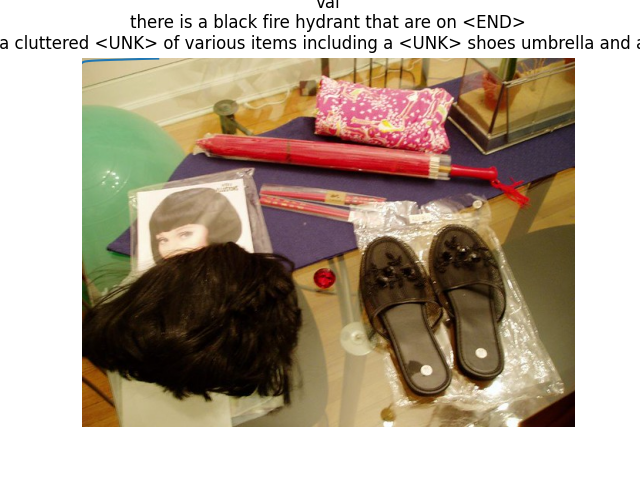 val
there is a black fire hydrant that are on <END>
a cluttered <UNK> of various items including a <UNK> shoes umbrella and a